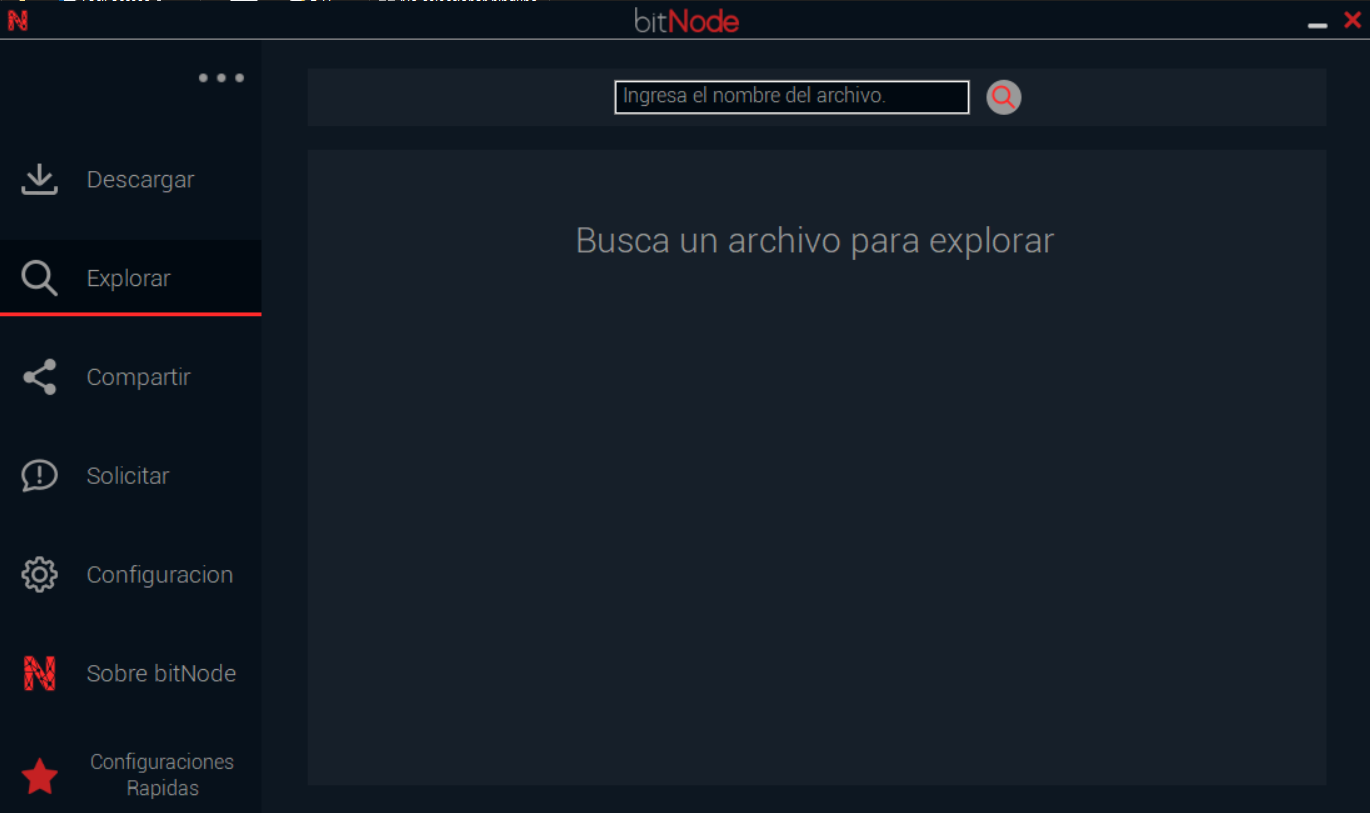 bitNode
Ingresa el nombre del archivo.
Descargar
Busca un archivo para explorar
Explorar
Compartir
Solicitar
Configuracion
Sobre bitNode
Configuraciones
Rapidas